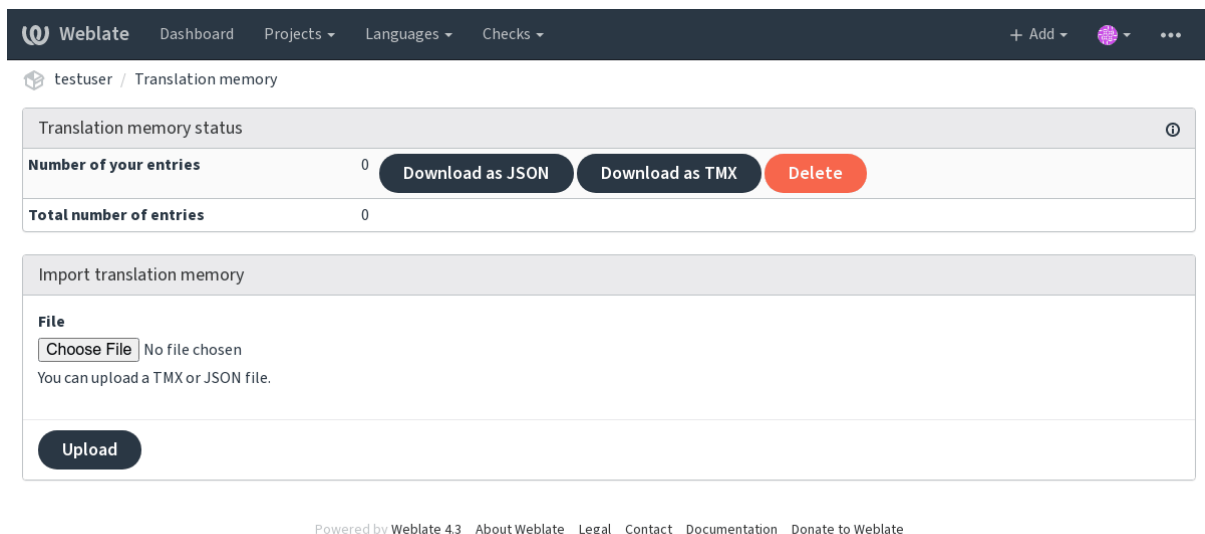 Weblate Dashboard Projects Languages Checks + Add
testuser / Translation memory
Translation memory status
Number of your entries 0 Download as JSON Download as TMX Delete
Total number of entries 0
Import translation memory
File
Choose File No file chosen
You can upload a TMX or JSON file.
Upload
Powered by Weblate 4.3 About Weblate Legal Contact Documentation Donate to Weblate